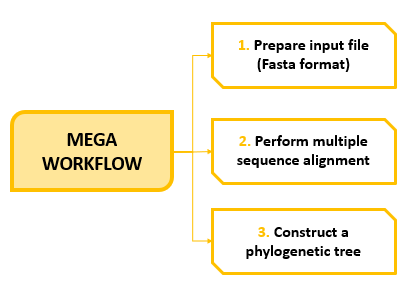 MEGA
WORKFLOW
1. Prepare input file
(Fasta format)
2. Perform multiple
sequence alignment
3. Construct a
phylogenetic tree